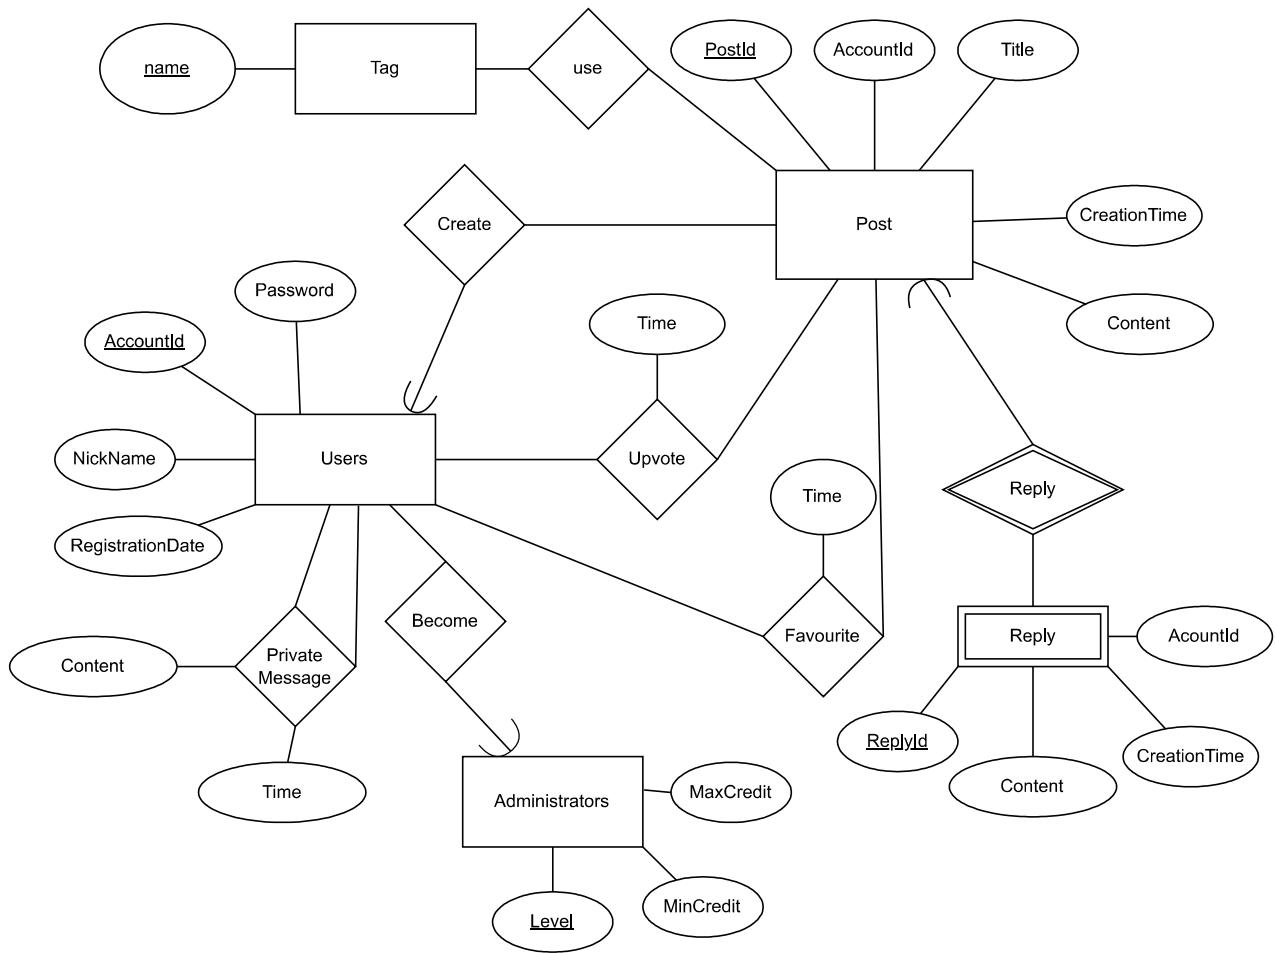 name
Tag
use
PostId
AccountId
Title
Create
Post
CreationTime
Password
Content
AccountId
Time
NickName
Users
Upvote
Time
Reply
RegistrationDate
Become
Favourite
Reply
AcountId
Content
Private
Message
ReplyId
CreationTime
Time
Administrators
MaxCredit
Content
Level
MinCredit